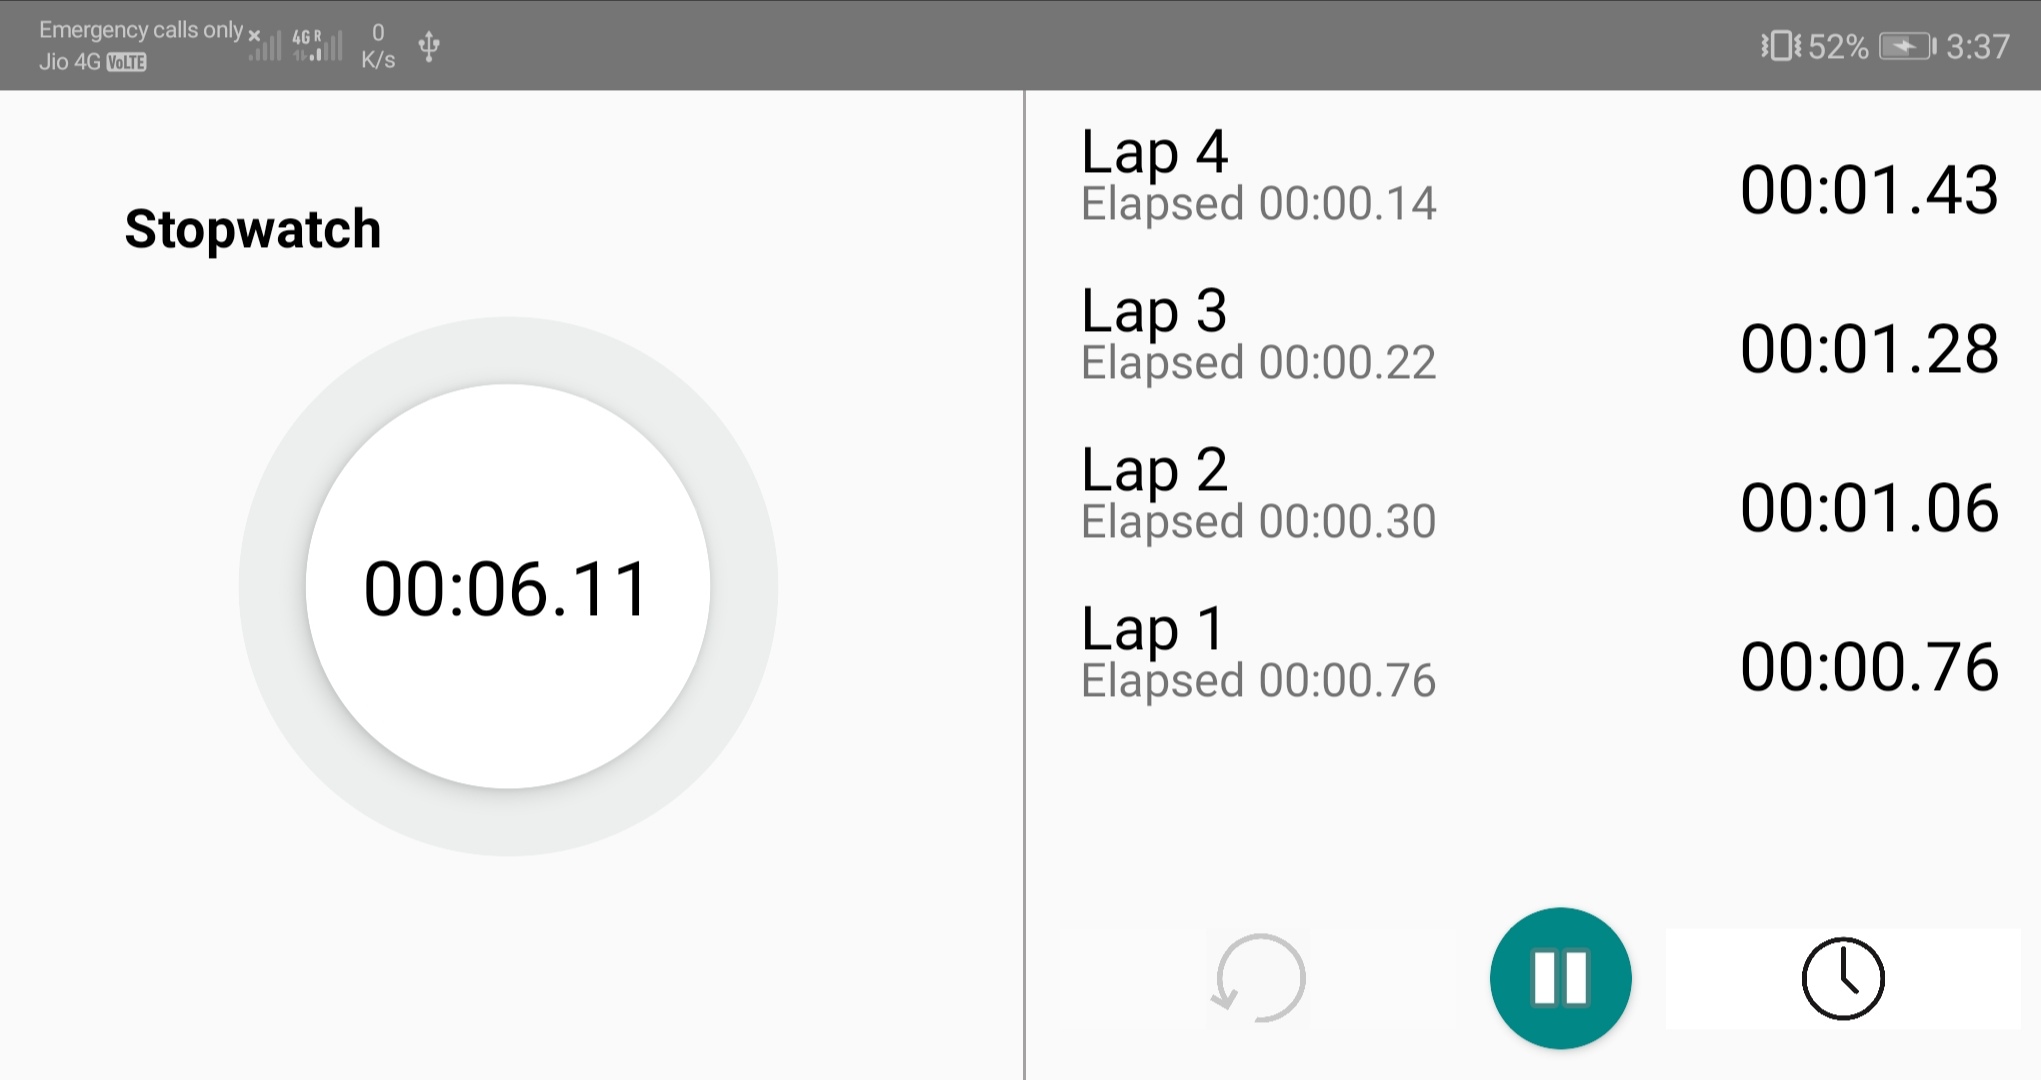 Emergency calls only
Jio 4G VoLTE
4G R
0
K/s
52%
3:37
Stopwatch
00:06.11
Lap 4
Elapsed 00:00.14
00:01.43
Lap 3
Elapsed 00:00.22
00:01.28
Lap 2
Elapsed 00:00.30
00:01.06
Lap 1
Elapsed 00:00.76
00:00.76